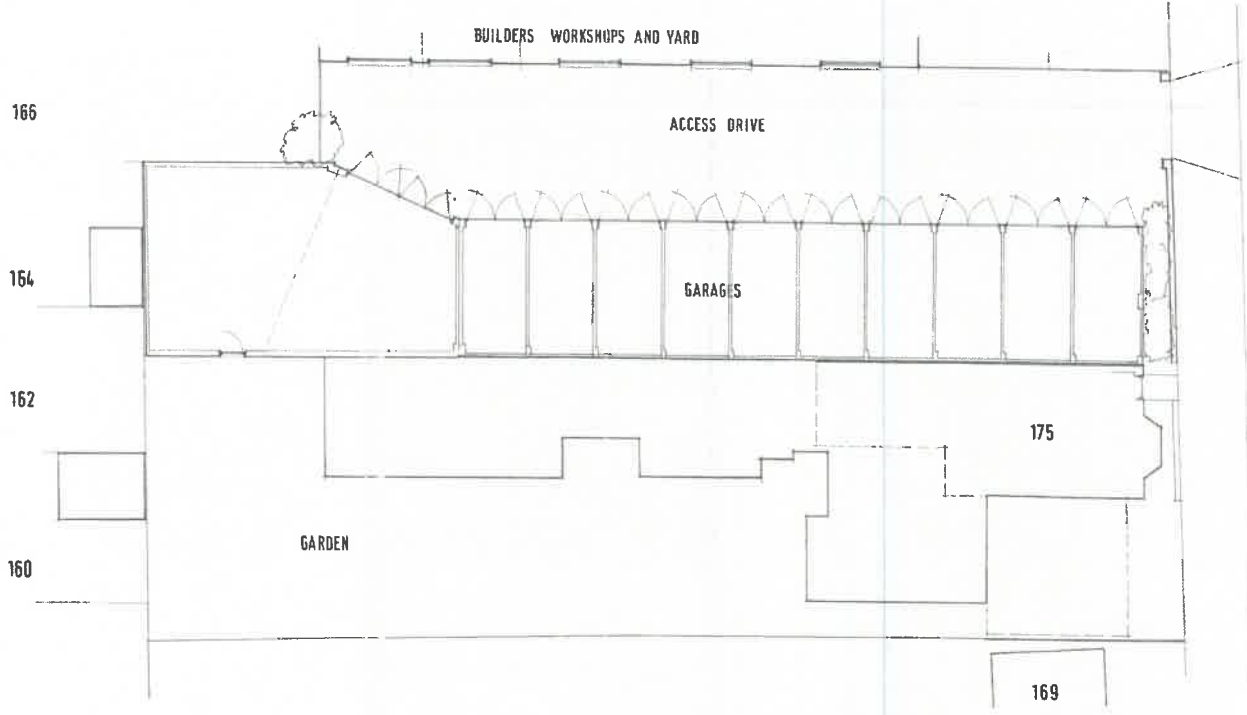 BUILDERS WORKSHOPS AND YARD
166
ACCESS DRIVE
164
GARAGES
162
175
GARDEN
160
169